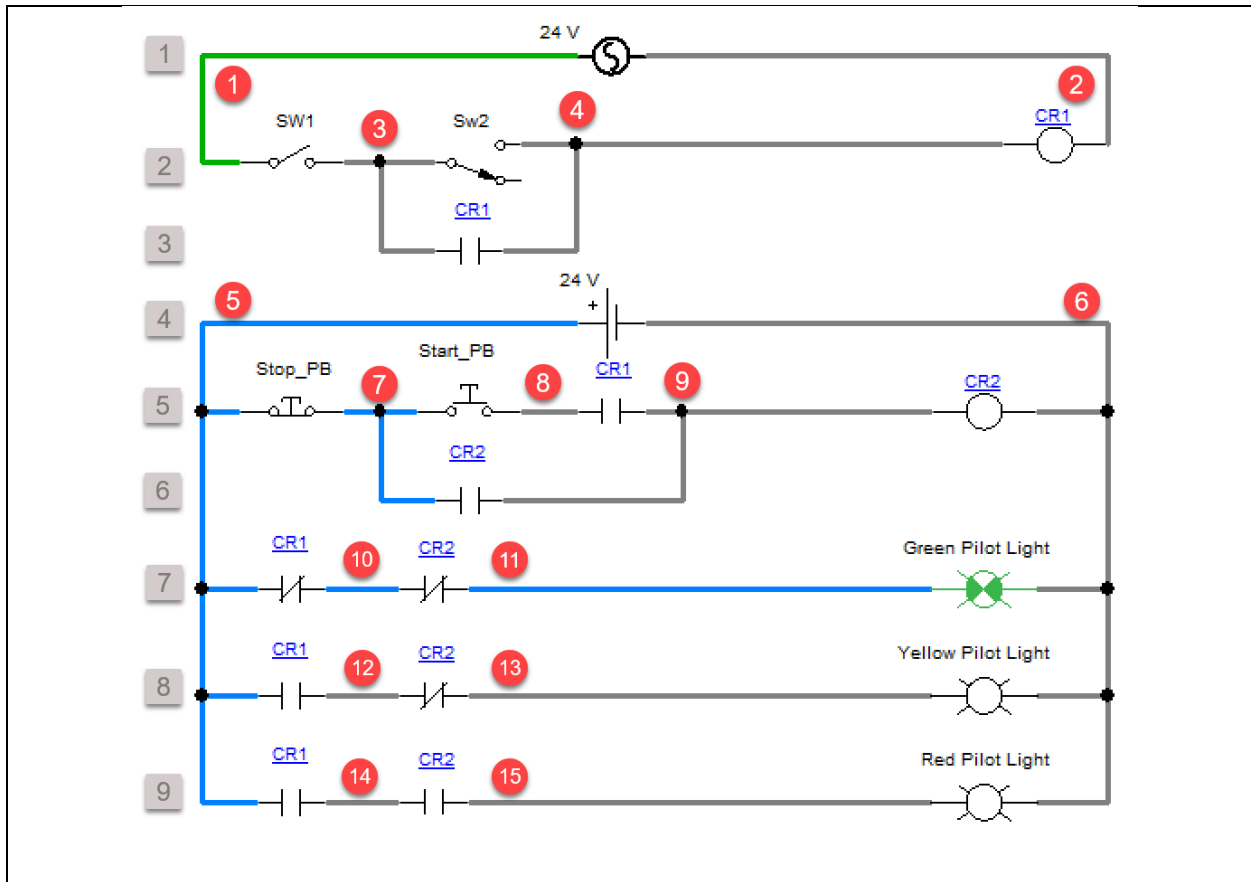 24 V
1
1
2
SW1
3
Sw2
4
CR1
2
CR1
3
24 V
+
5
6
4
Stop_PB
7
Start_PB
8
CR1
9
CR2
5
CR2
6
CR1
10
CR2
11
Green Pilot Light
7
CR1
12
CR2
13
Yellow Pilot Light
8
CR1
14
CR2
15
Red Pilot Light
9